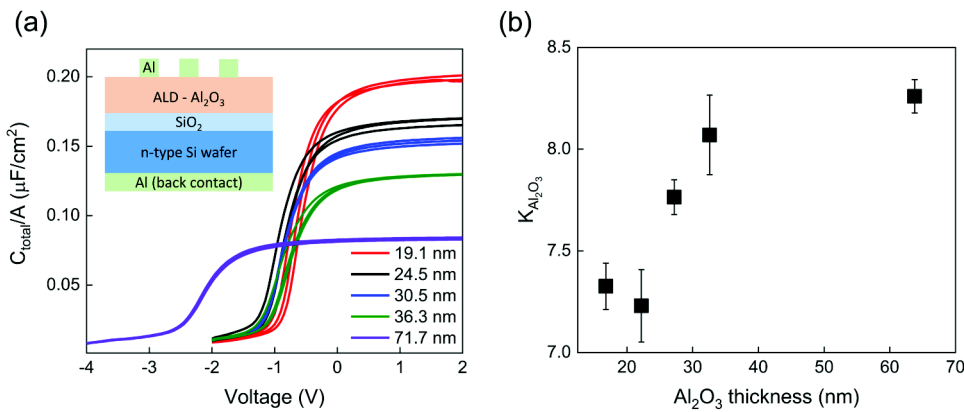 (a)
C_total/A (μF/cm²)
0.20
0.15
0.10
0.05
Al
ALD - Al₂O₃
SiO₂
n-type Si wafer
Al (back contact)
19.1 nm
24.5 nm
30.5 nm
36.3 nm
71.7 nm
-4 -3 -2 -1 0 1 2
Voltage (V)
(b)
K_Al₂O₃
8.5
8.0
7.5
7.0
20 30 40 50 60 70
Al₂O₃ thickness (nm)